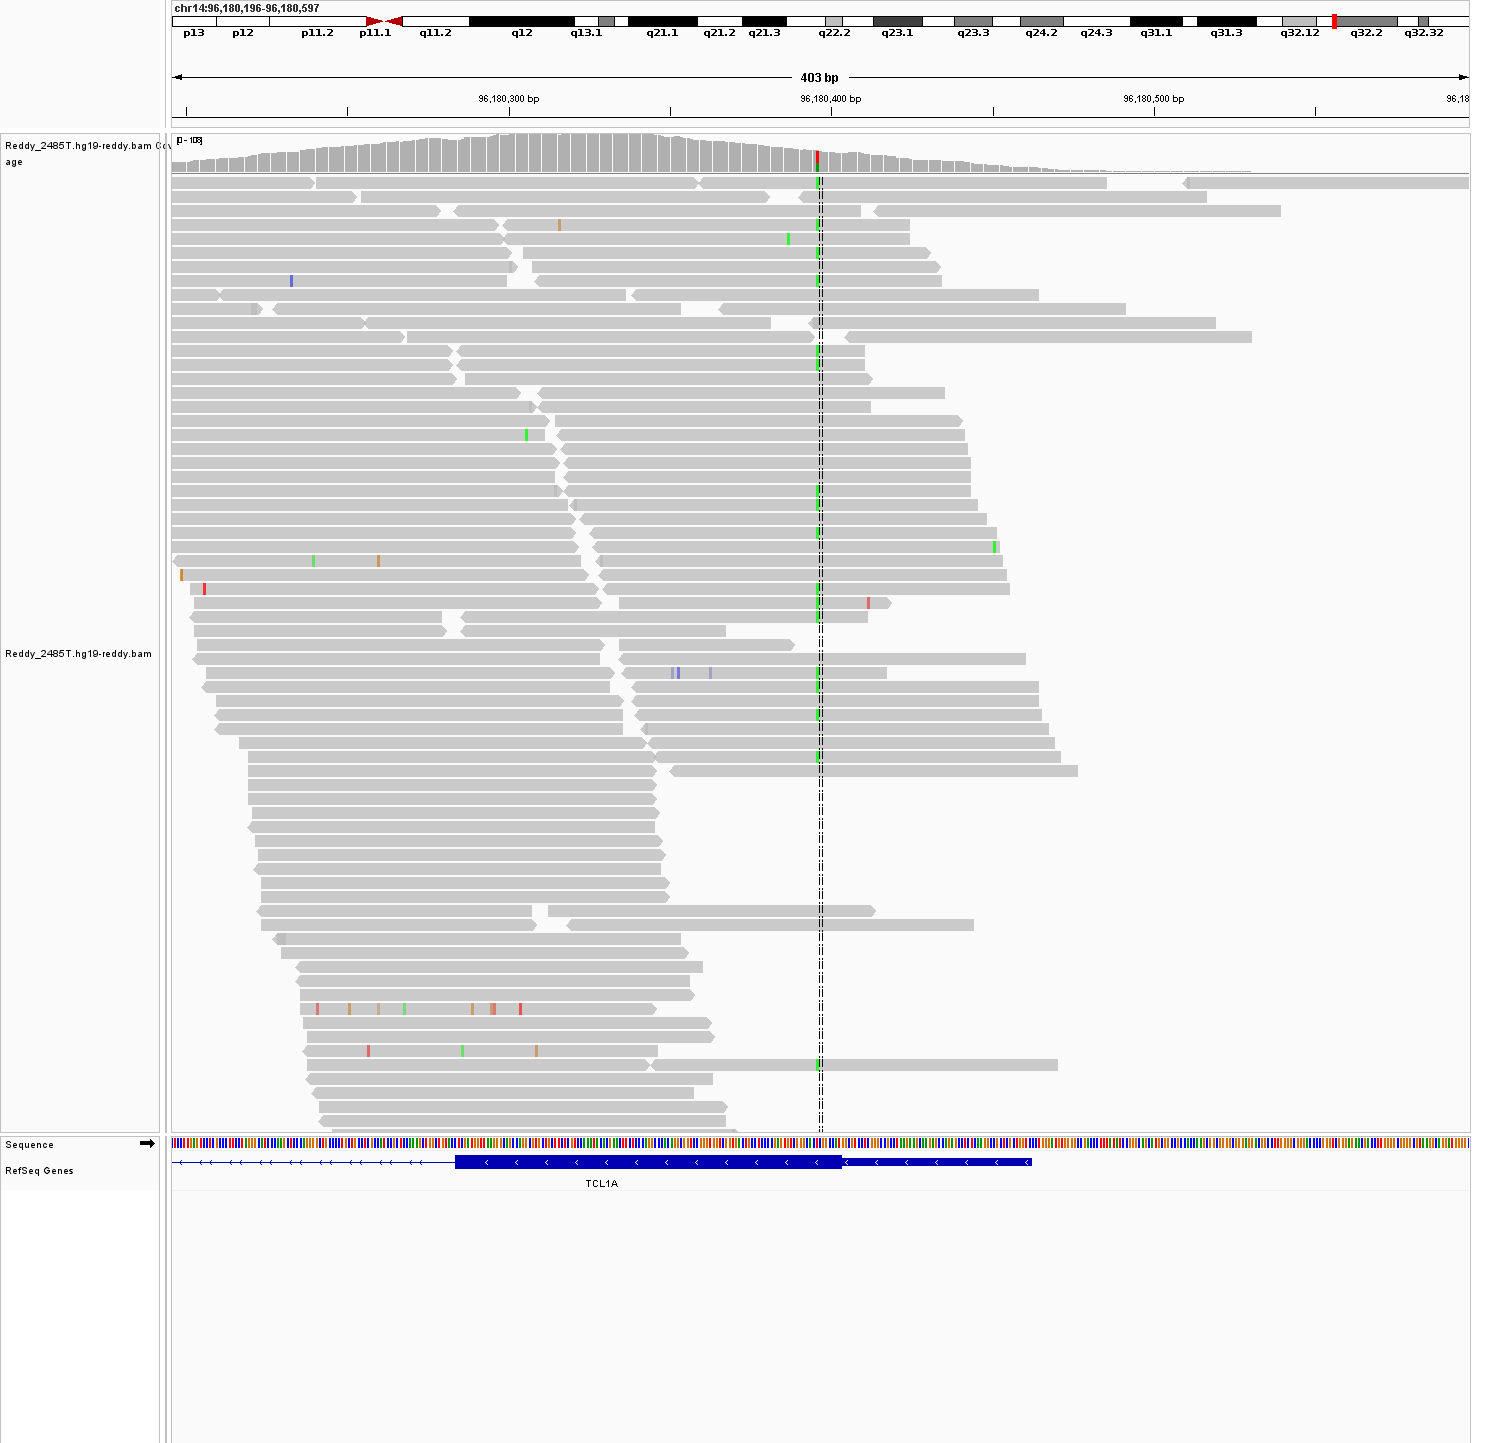 chr14:96,180,196-96,180,597
p13 p12 p11.2 p11.1 q11.2 q12 q13.1 q21.1 q21.2 q21.3 q22.2 q23.1 q23.3 q24.2 q24.3 q31.1 q31.3 q32.12 q32.2 q32.32
403 bp
96,180,300 bp 96,180,400 bp 96,180,500 bp 96,18
Reddy_2485T.hg19-reddy.bam Cov
age
[0 - 108]
Reddy_2485T.hg19-reddy.bam
Sequence
RefSeq Genes
TCL1A